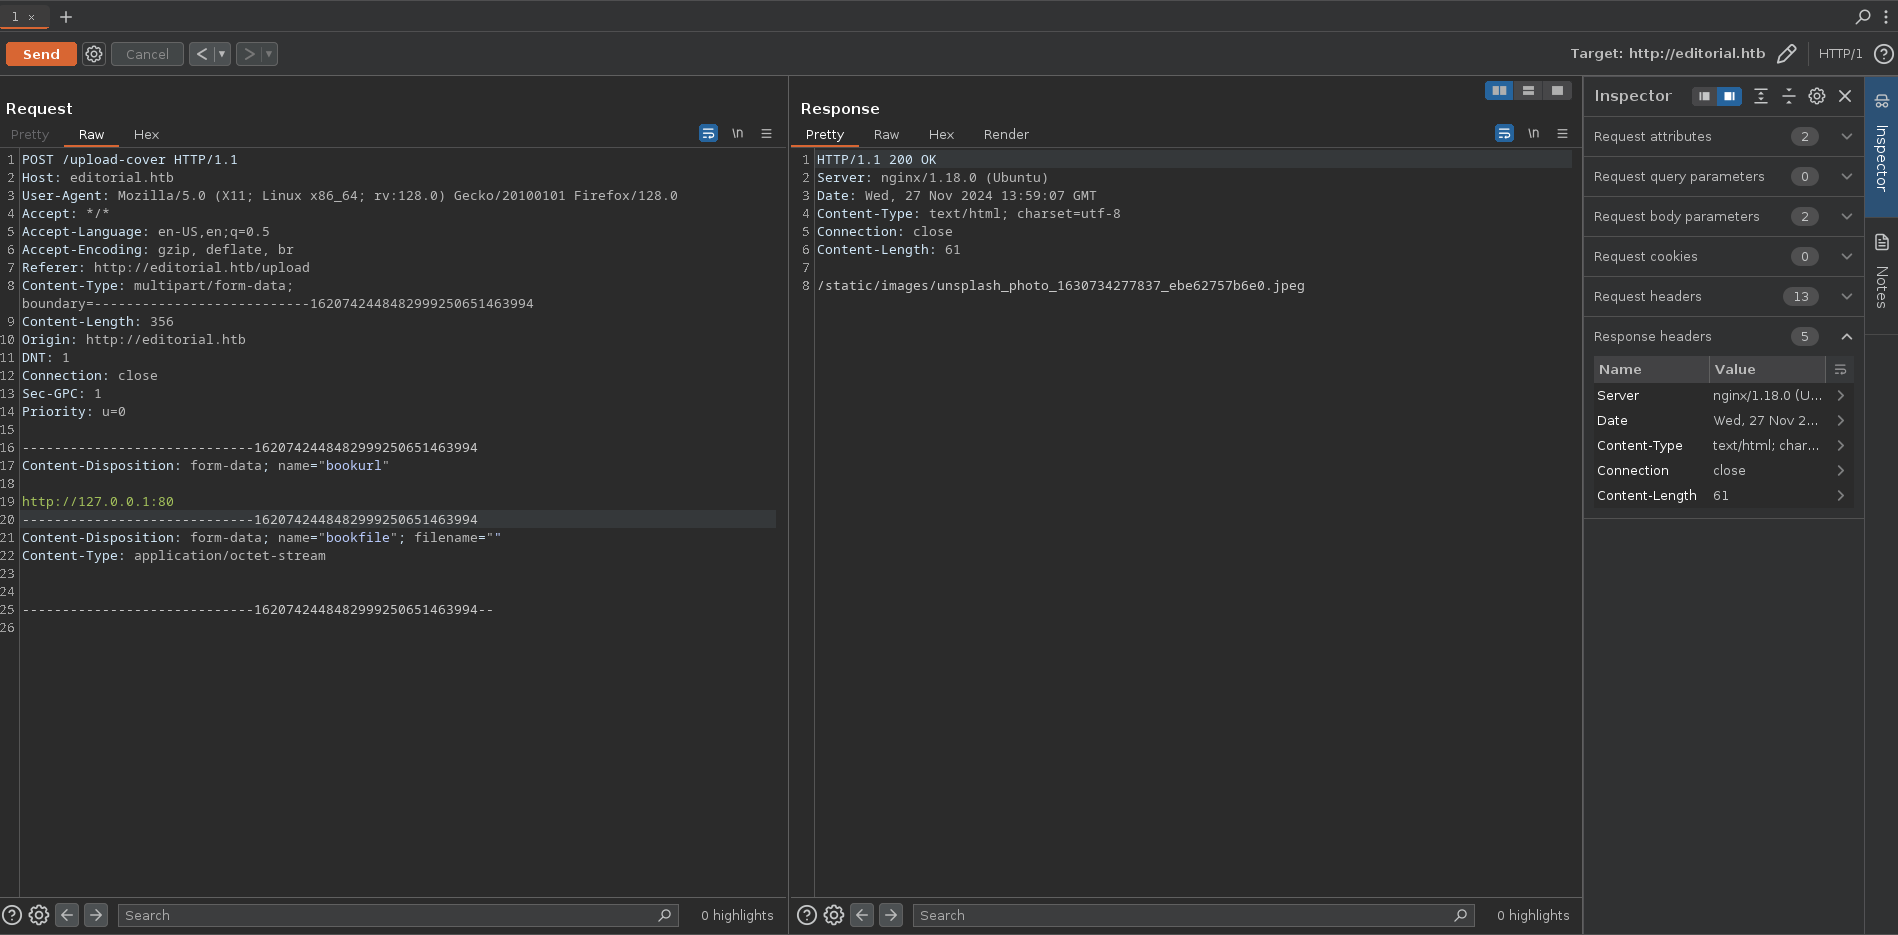 1 × +
Send Cancel < ▾ > ▾ Target: http://editorial.htb HTTP/1
Request
Pretty Raw Hex \n
1 POST /upload-cover HTTP/1.1
2 Host: editorial.htb
3 User-Agent: Mozilla/5.0 (X11; Linux x86_64; rv:128.0) Gecko/20100101 Firefox/128.0
4 Accept: */*
5 Accept-Language: en-US,en;q=0.5
6 Accept-Encoding: gzip, deflate, br
7 Referer: http://editorial.htb/upload
8 Content-Type: multipart/form-data;
boundary=---------------------------1620742448482999250651463994
9 Content-Length: 356
10 Origin: http://editorial.htb
11 DNT: 1
12 Connection: close
13 Sec-GPC: 1
14 Priority: u=0
15
16 -----------------------------1620742448482999250651463994
17 Content-Disposition: form-data; name="bookurl"
18
19 http://127.0.0.1:80
20 -----------------------------1620742448482999250651463994
21 Content-Disposition: form-data; name="bookfile"; filename=""
22 Content-Type: application/octet-stream
23
24
25 -----------------------------1620742448482999250651463994--
26
Search 0 highlights
Response
Pretty Raw Hex Render \n
1 HTTP/1.1 200 OK
2 Server: nginx/1.18.0 (Ubuntu)
3 Date: Wed, 27 Nov 2024 13:59:07 GMT
4 Content-Type: text/html; charset=utf-8
5 Connection: close
6 Content-Length: 61
7
8 /static/images/unsplash_photo_1630734277837_ebe62757b6e0.jpeg
Search 0 highlights
Inspector
Request attributes 2
Request query parameters 0
Request body parameters 2
Request cookies 0
Request headers 13
Response headers 5
Name Value
Server nginx/1.18.0 (U...
Date Wed, 27 Nov 2...
Content-Type text/html; char...
Connection close
Content-Length 61
Inspector
Notes